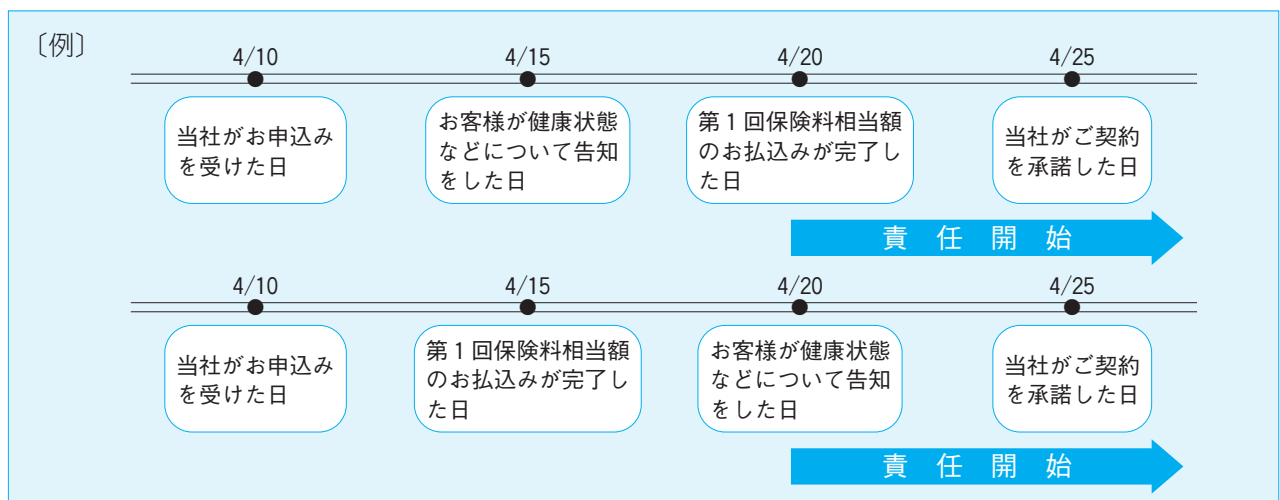 〔例〕
4/10 4/15 4/20 4/25
当社がお申込み
を受けた日
お客様が健康状態
などについて告知
をした日
第1回保険料相当額
のお払込みが完了し
た日
当社がご契約
を承諾した日
責任開始
4/10 4/15 4/20 4/25
当社がお申込み
を受けた日
第1回保険料相当額
のお払込みが完了し
た日
お客様が健康状態
などについて告知
をした日
当社がご契約
を承諾した日
責任開始